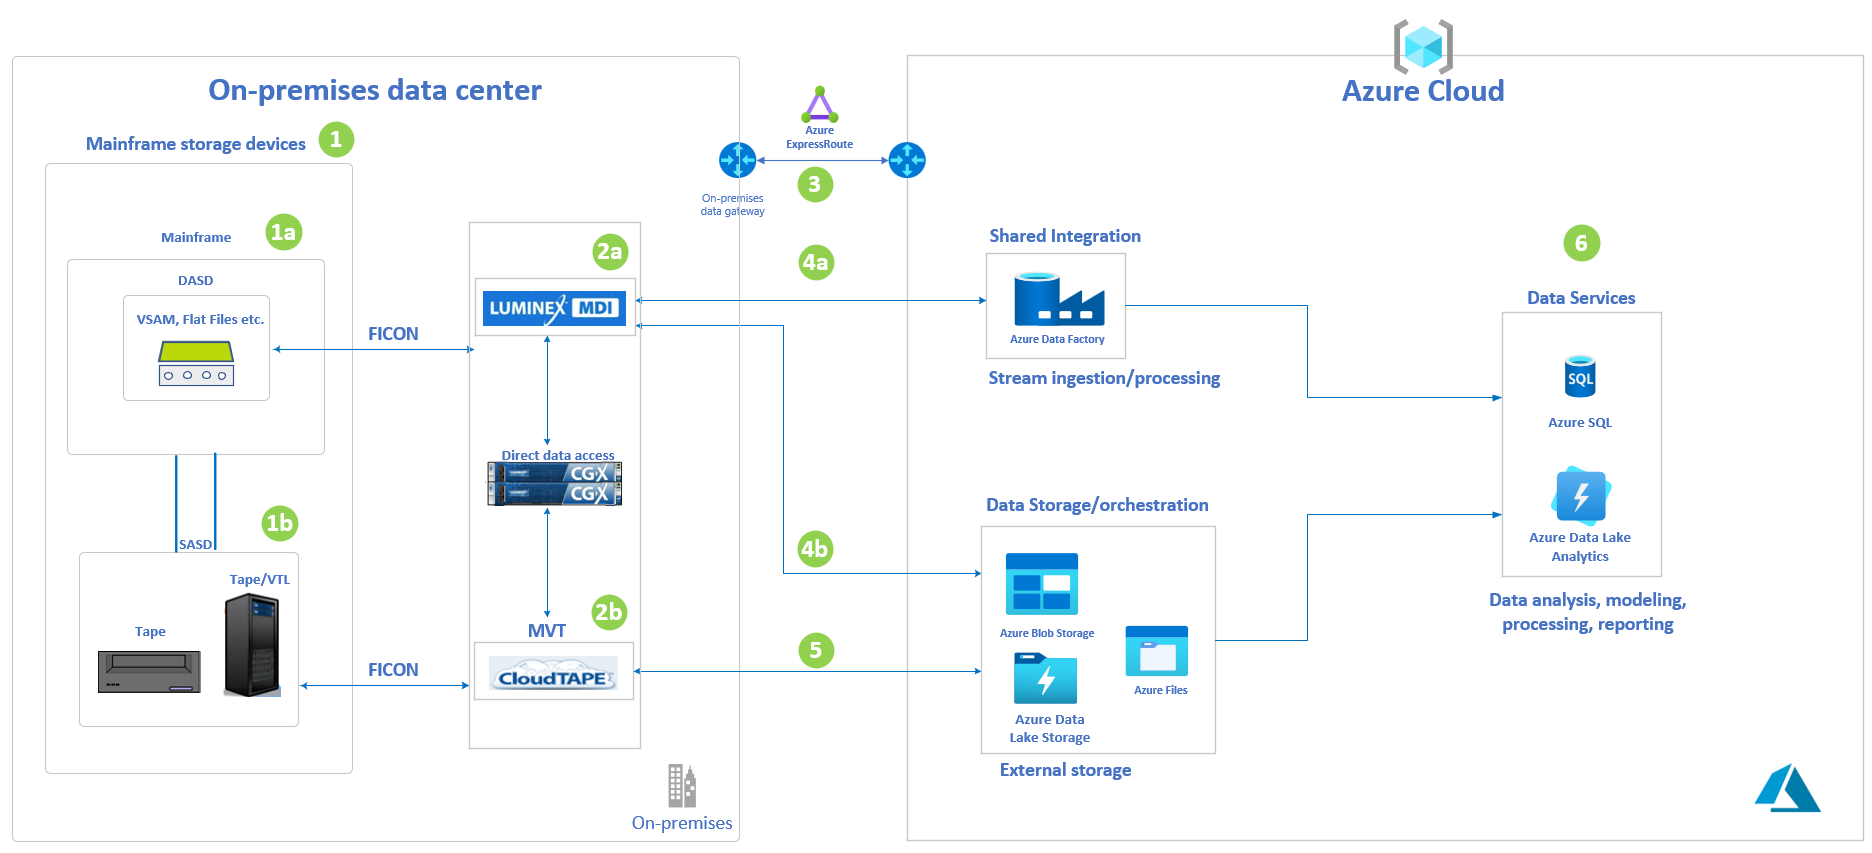 On-premises data center
Azure Cloud
Mainframe storage devices
1
Azure
ExpressRoute
3
On-premises
data gateway
Mainframe
1a
DASD
VSAM, Flat Files etc.
FICON
2a
LUMINEX MDI
4a
Shared Integration
Azure Data Factory
Stream ingestion/processing
6
Data Services
SQL
Azure SQL
Azure Data Lake
Analytics
Data analysis, modeling,
processing, reporting
Direct data access
CGX
CGX
1b
SASD
Tape/VTL
Tape
FICON
2b
MVT
CloudTAPE
4b
5
Data Storage/orchestration
Azure Blob Storage
Azure Files
Azure Data
Lake Storage
External storage
On-premises